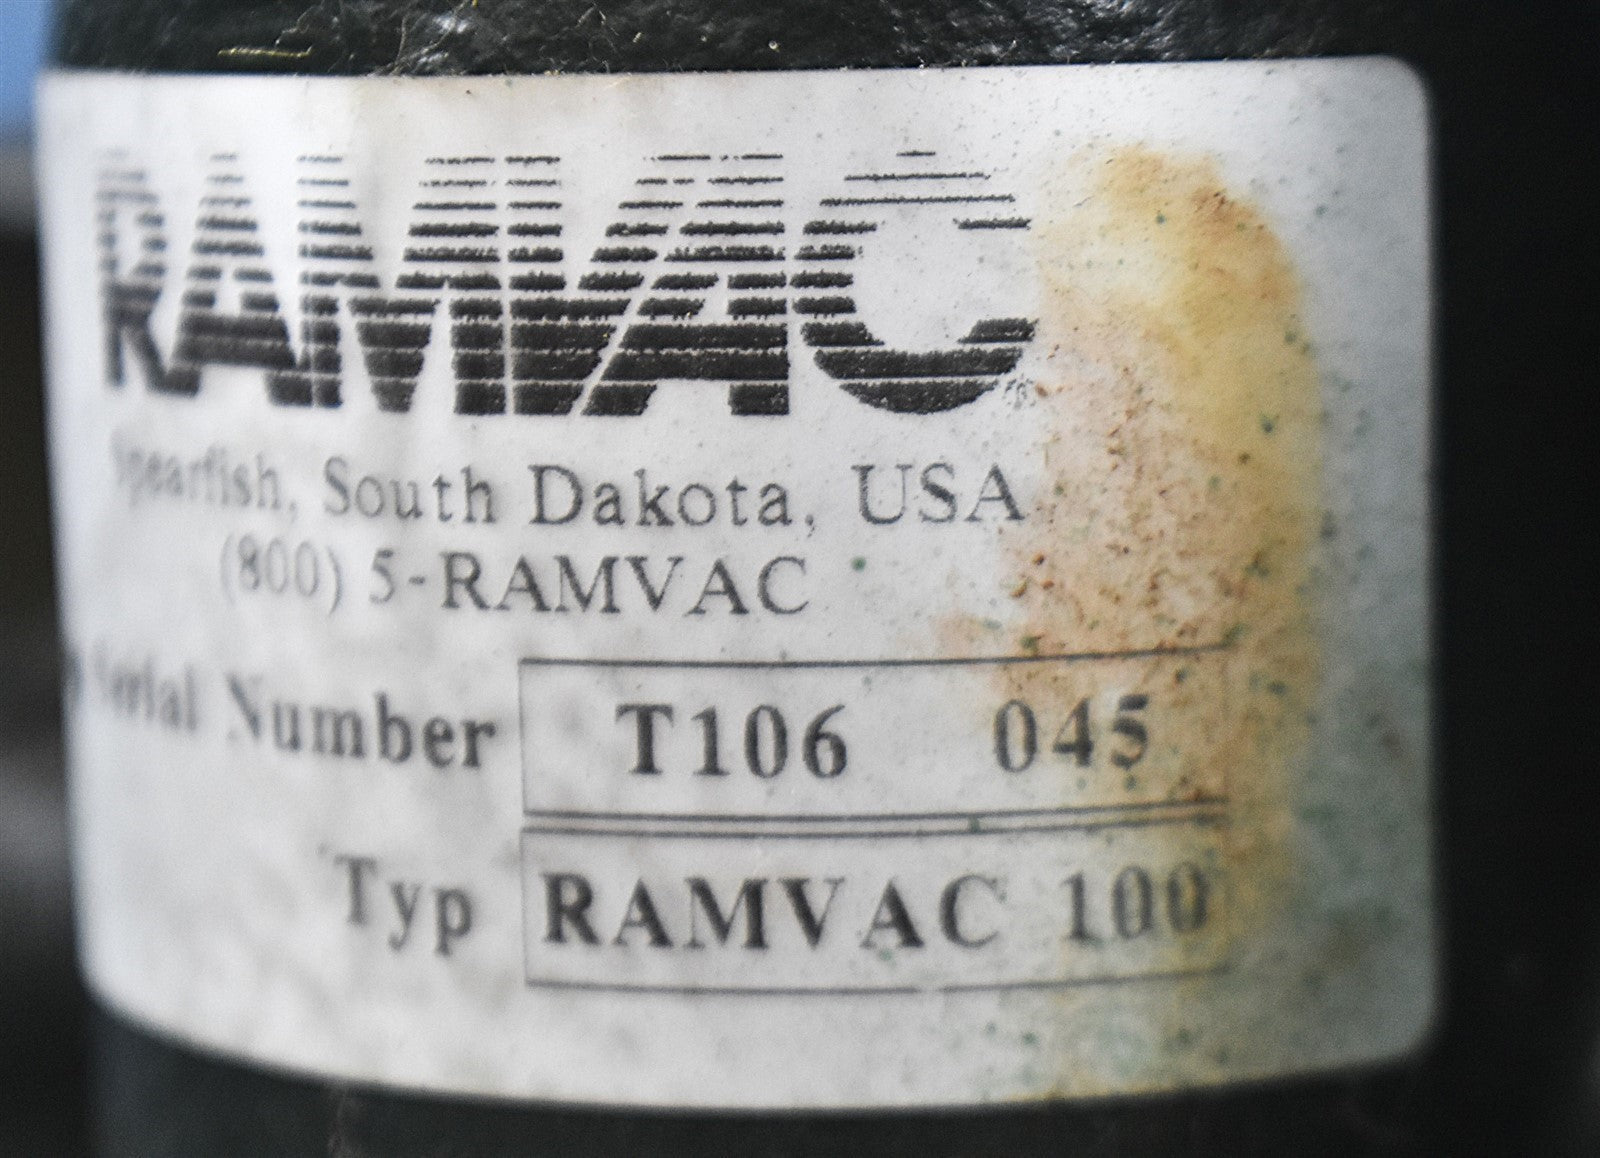 RAMVAC
Spearfish, South Dakota, USA
(800) 5-RAMVAC
Serial Number T106 045
Typ RAMVAC 100